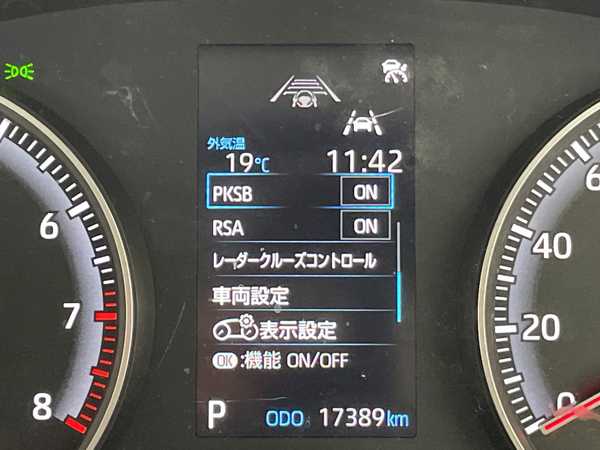 外気温
19℃ 11:42
PKSB ON
RSA ON
レーダークルーズコントロール
車両設定
表示設定
OK:機能 ON/OFF
P ODO 17389km
6
7
8
40
20
0